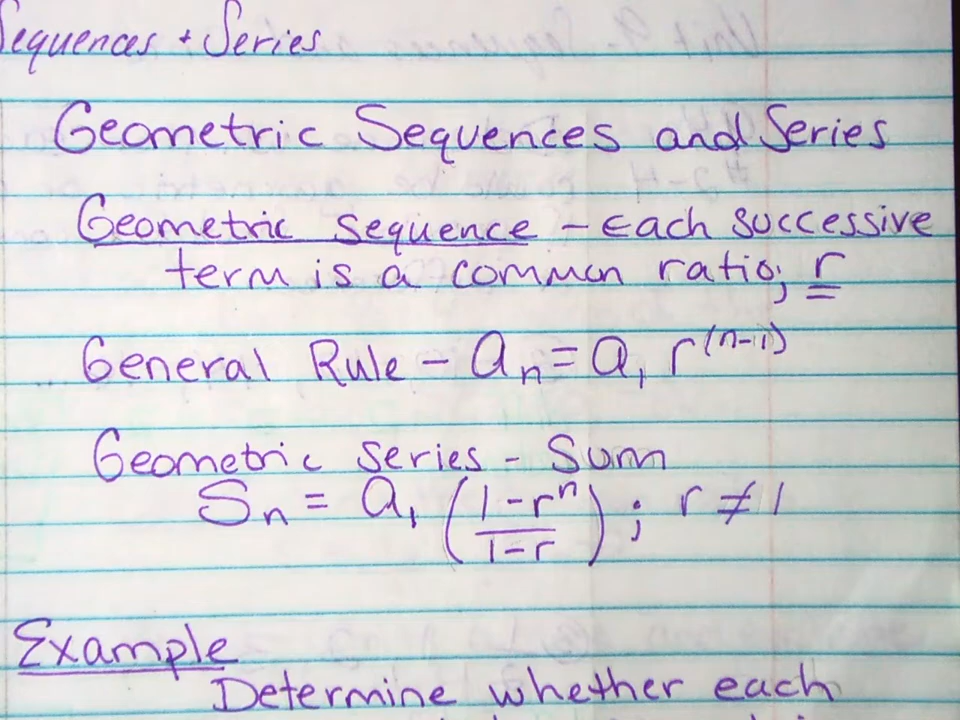 Sequences + Series
Geometric Sequences and Series
Geometric sequence - Each successive
term is a common ratio; r
General Rule - aₙ = a₁ r⁽ⁿ⁻¹⁾
Geometric series - Sum
Sₙ = a₁ (1-rⁿ / 1-r) ; r ≠ 1
Example
Determine whether each